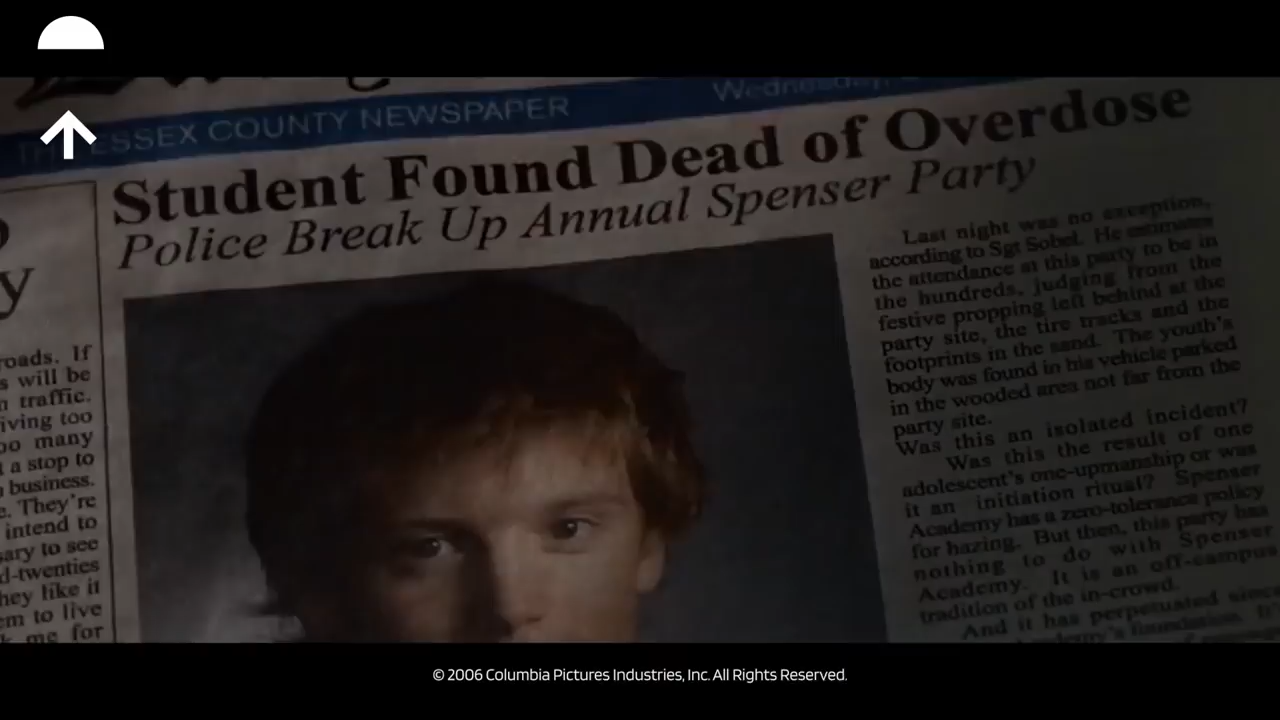 ESSEX COUNTY NEWSPAPER
Wednesday,
Student Found Dead of Overdose
Police Break Up Annual Spenser Party
y
roads. If
s will be
n traffic.
iving too
oo many
t a stop to
business.
e. They're
intend to
sary to see
d-twenties
hey like it
em to live
k me for
Last night was no exception,
according to Sgt Sobel. He estimates
the attendance at this party to be in
the hundreds, judging from the
festive propping left behind at the
party site, the tire tracks and the
footprints in the sand. The youth's
body was found in his vehicle parked
in the wooded area not far from the
party site.
Was this an isolated incident?
Was this the result of one
adolescent's one-upmanship or was
it an initiation ritual? Spenser
Academy has a zero-tolerance policy
for hazing. But then, this party has
nothing to do with Spenser
Academy. It is an off-campus
tradition of the in-crowd.
And it has perpetuated since
foundation.
© 2006 Columbia Pictures Industries, Inc. All Rights Reserved.